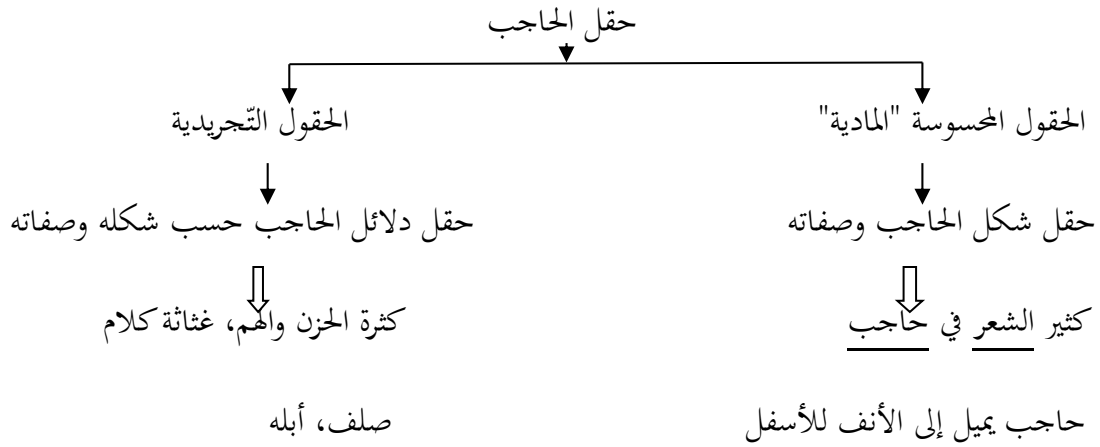 حقل الحاجب
الحقول المحسوسة "المادية"
الحقول التّجريدية
حقل شكل الحاجب وصفاته
حقل دلائل الحاجب حسب شكله وصفاته
كثير الشعر في حاجب
كثرة الحزن والهم، غثاثة كلام
حاجب يميل إلى الأنف للأسفل
صلف، أبله